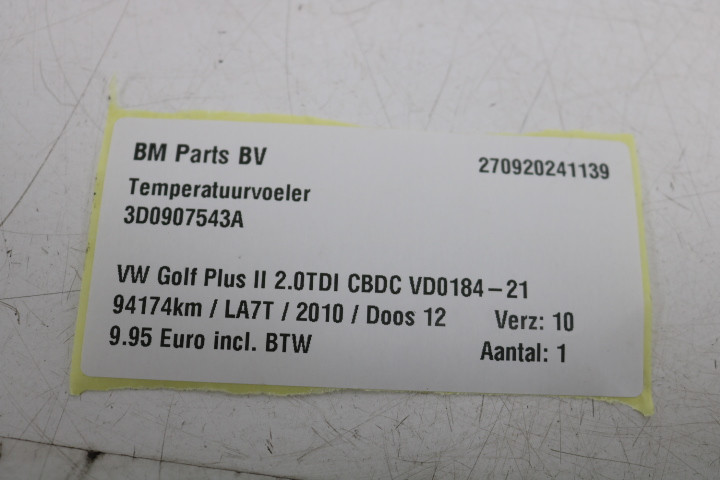 BM Parts BV 270920241139
Temperatuurvoeler
3D0907543A
VW Golf Plus II 2.0TDI CBDC VD0184-21
94174km / LA7T / 2010 / Doos 12 Verz: 10
9.95 Euro incl. BTW Aantal: 1